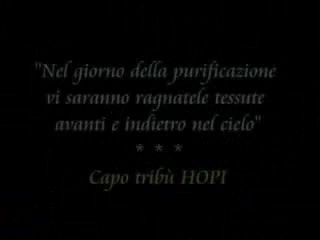 "Nel giorno della purificazione
vi saranno ragnatele tessute
avanti e indietro nel cielo"
* * *
Capo tribù HOPI